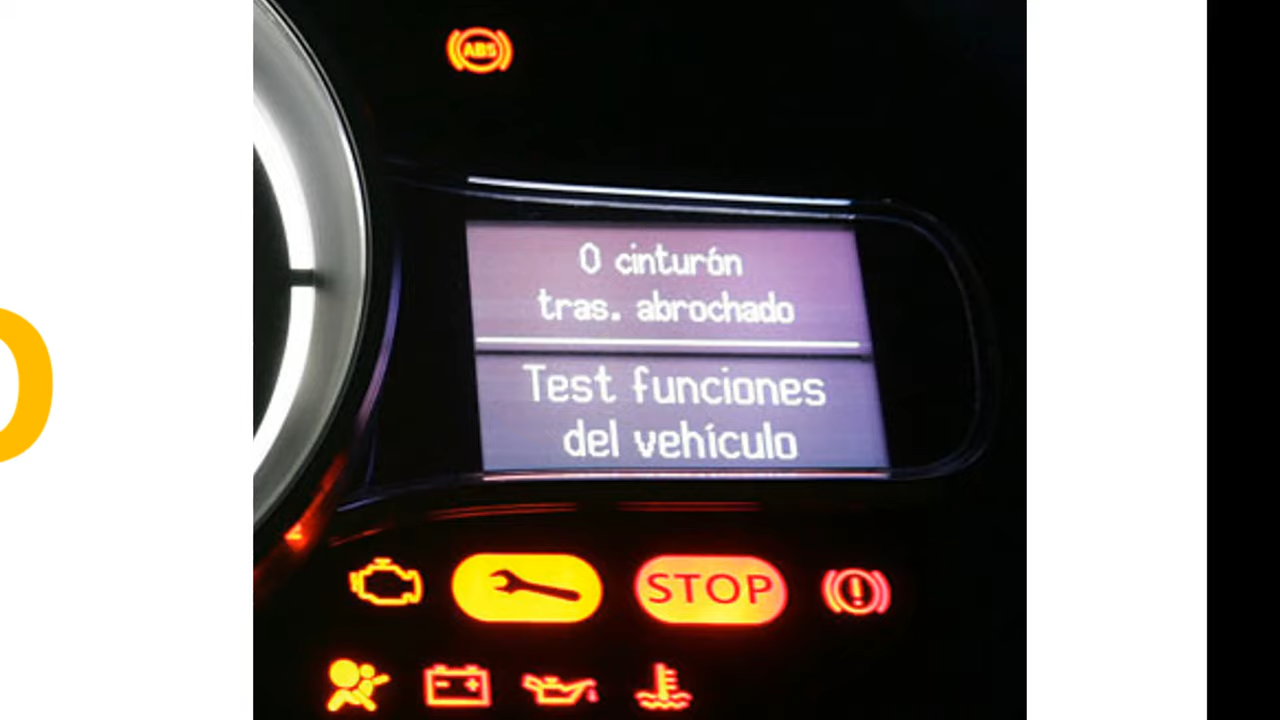 ABS
0 cinturón
tras. abrochado
Test funciones
del vehículo
STOP